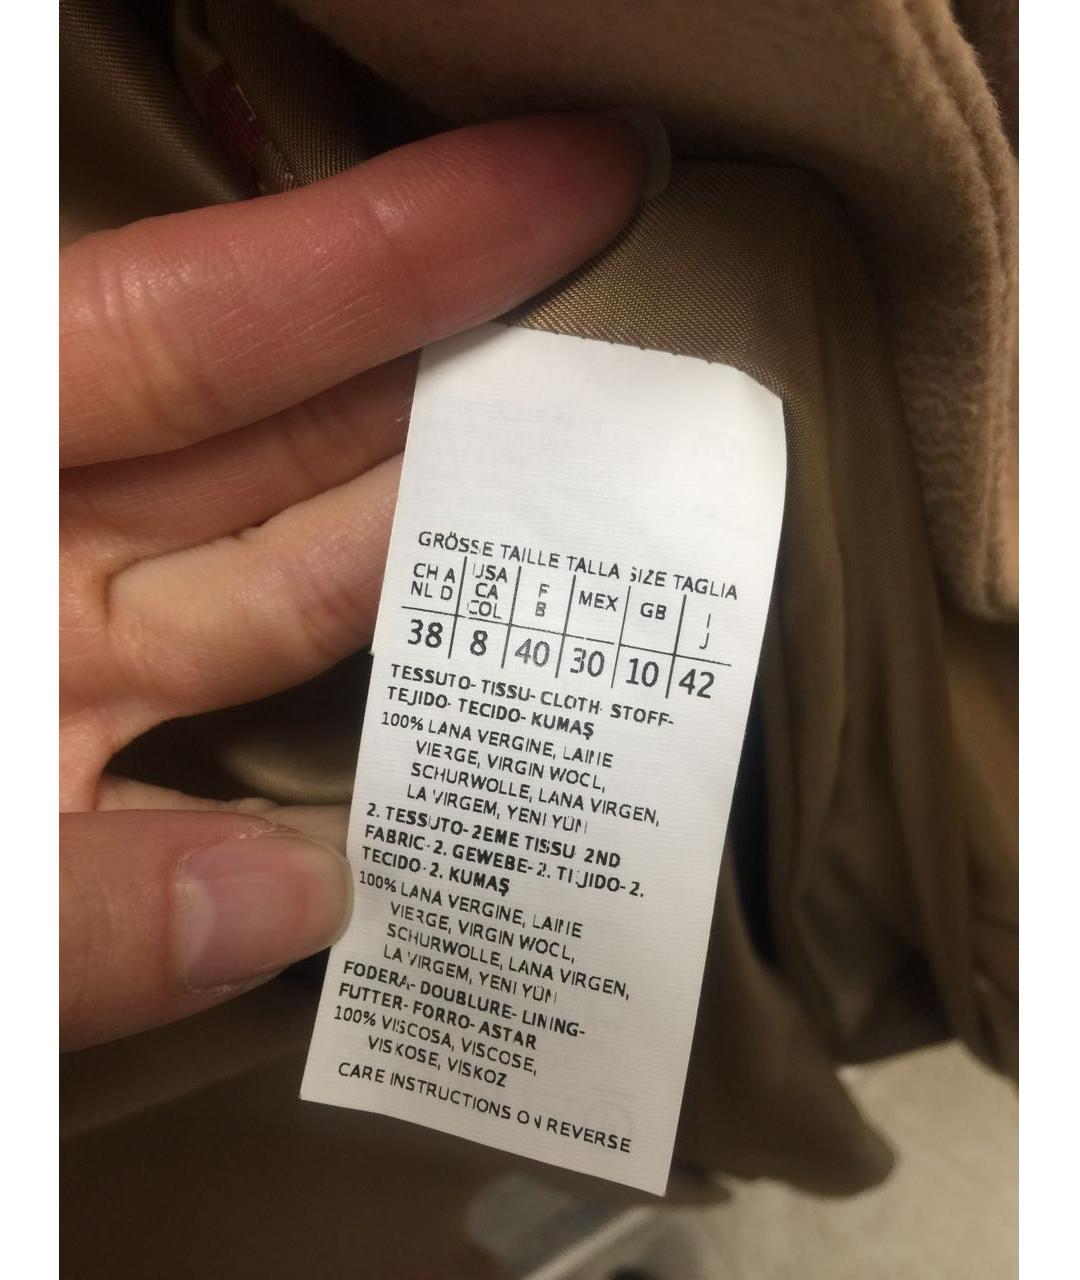 GRÖSSE TAILLE TALLA SIZE TAGLIA
CH A USA F MEX GB I
NL D CA B J
COL
38 8 40 30 10 42
TESSUTO- TISSU- CLOTH- STOFF-
TEJIDO- TECIDO- KUMAŞ
100% LANA VERGINE, LAINE
VIERGE, VIRGIN WOOL,
SCHURWOLLE, LANA VIRGEN,
LA VIRGEM, YENI YÜN
2. TESSUTO- 2EME TISSU 2ND
FABRIC- 2. GEWEBE- 2. TEJIDO- 2.
TECIDO- 2. KUMAŞ
100% LANA VERGINE, LAINE
VIERGE, VIRGIN WOOL,
SCHURWOLLE, LANA VIRGEN,
LA VIRGEM, YENI YÜN
FODERA- DOUBLURE- LINING-
FUTTER- FORRO- ASTAR
100% VISCOSA, VISCOSE,
VISKOSE, VISKOZ
CARE INSTRUCTIONS ON REVERSE